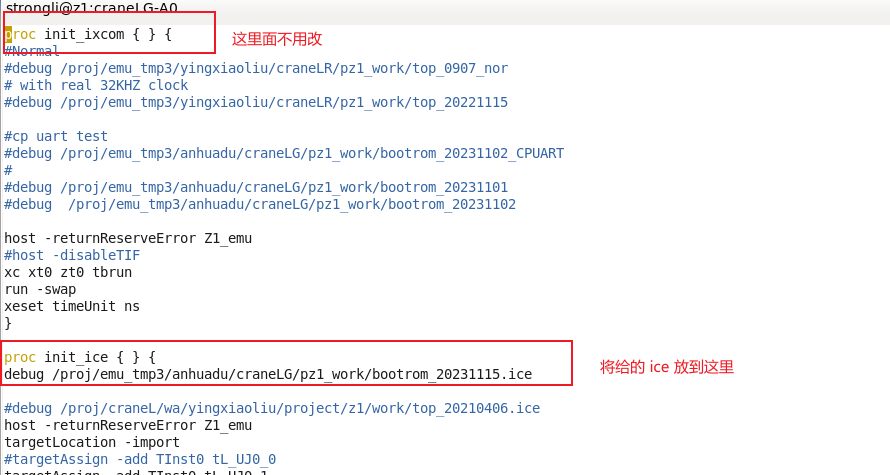 strongli@z1:craneLG-A0
proc init_ixcom { } {
这里面不用改
#Normal
#debug /proj/emu_tmp3/yingxiaoliu/craneLR/pz1_work/top_0907_nor
# with real 32KHZ clock
#debug /proj/emu_tmp3/yingxiaoliu/craneLR/pz1_work/top_20221115
#cp uart test
#debug /proj/emu_tmp3/anhuadu/craneLG/pz1_work/bootrom_20231102_CPUART
#
#debug /proj/emu_tmp3/anhuadu/craneLG/pz1_work/bootrom_20231101
#debug  /proj/emu_tmp3/anhuadu/craneLG/pz1_work/bootrom_20231102
host -returnReserveError Z1_emu
#host -disableTIF
xc xt0 zt0 tbrun
run -swap
xeset timeUnit ns
}
proc init_ice { } {
debug /proj/emu_tmp3/anhuadu/craneLG/pz1_work/bootrom_20231115.ice
将给的 ice 放到这里
#debug /proj/craneL/wa/yingxiaoliu/project/z1/work/top_20210406.ice
host -returnReserveError Z1_emu
targetLocation -import
#targetAssign -add TInst0 tL_UJ0_0
targetAssign -add TInst0 tL_UJ0_1